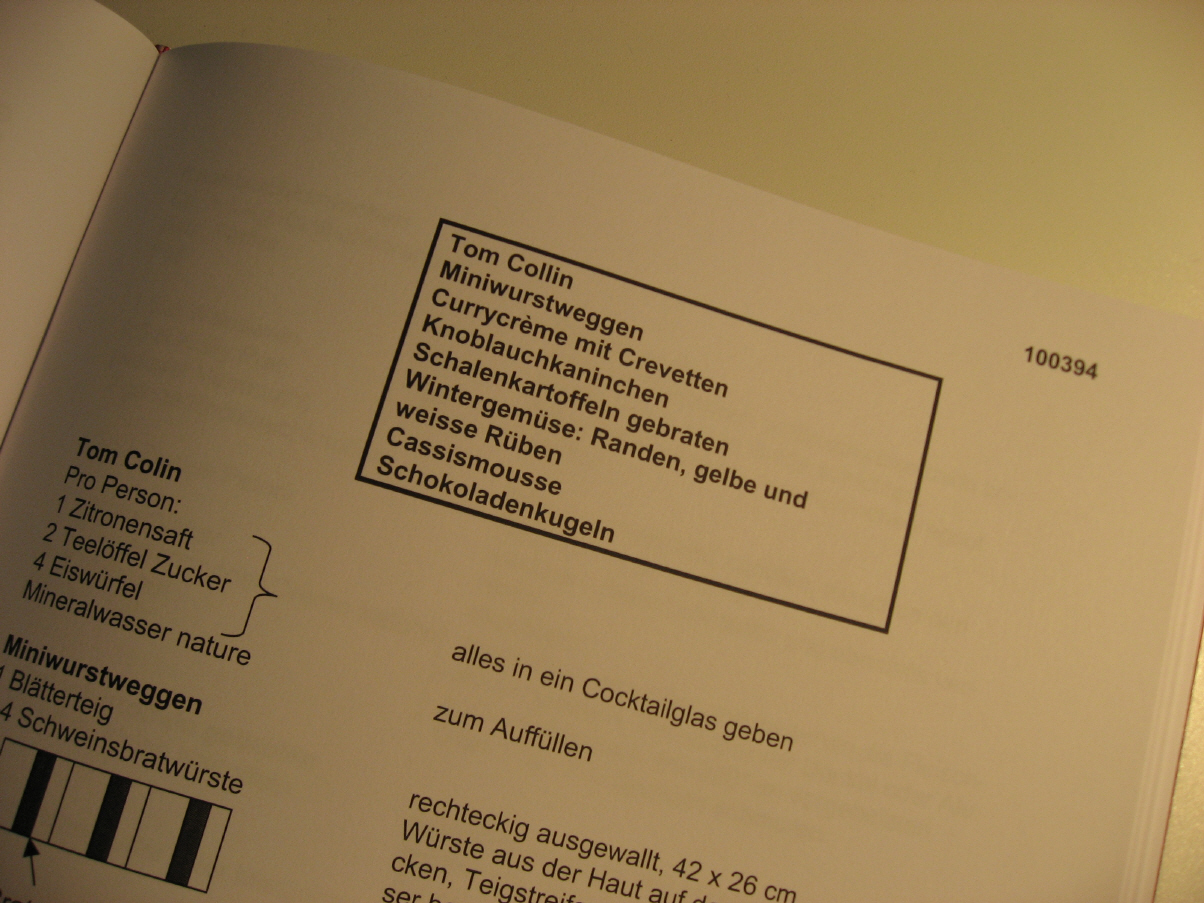 Tom Collin
Miniwurstweggen
Currycrème mit Crevetten
Knoblauchkaninchen
Schalenkartoffeln gebraten
Wintergemüse: Randen, gelbe und
weisse Rüben
Cassismousse
Schokoladenkugeln
100394
Tom Colin
Pro Person:
1 Zitronensaft
2 Teelöffel Zucker
4 Eiswürfel
Mineralwasser nature
alles in ein Cocktailglas geben
zum Auffüllen
Miniwurstweggen
1 Blätterteig
4 Schweinsbratwürste
rechteckig ausgewallt, 42 x 26 cm
Würste aus der Haut auf
cken,